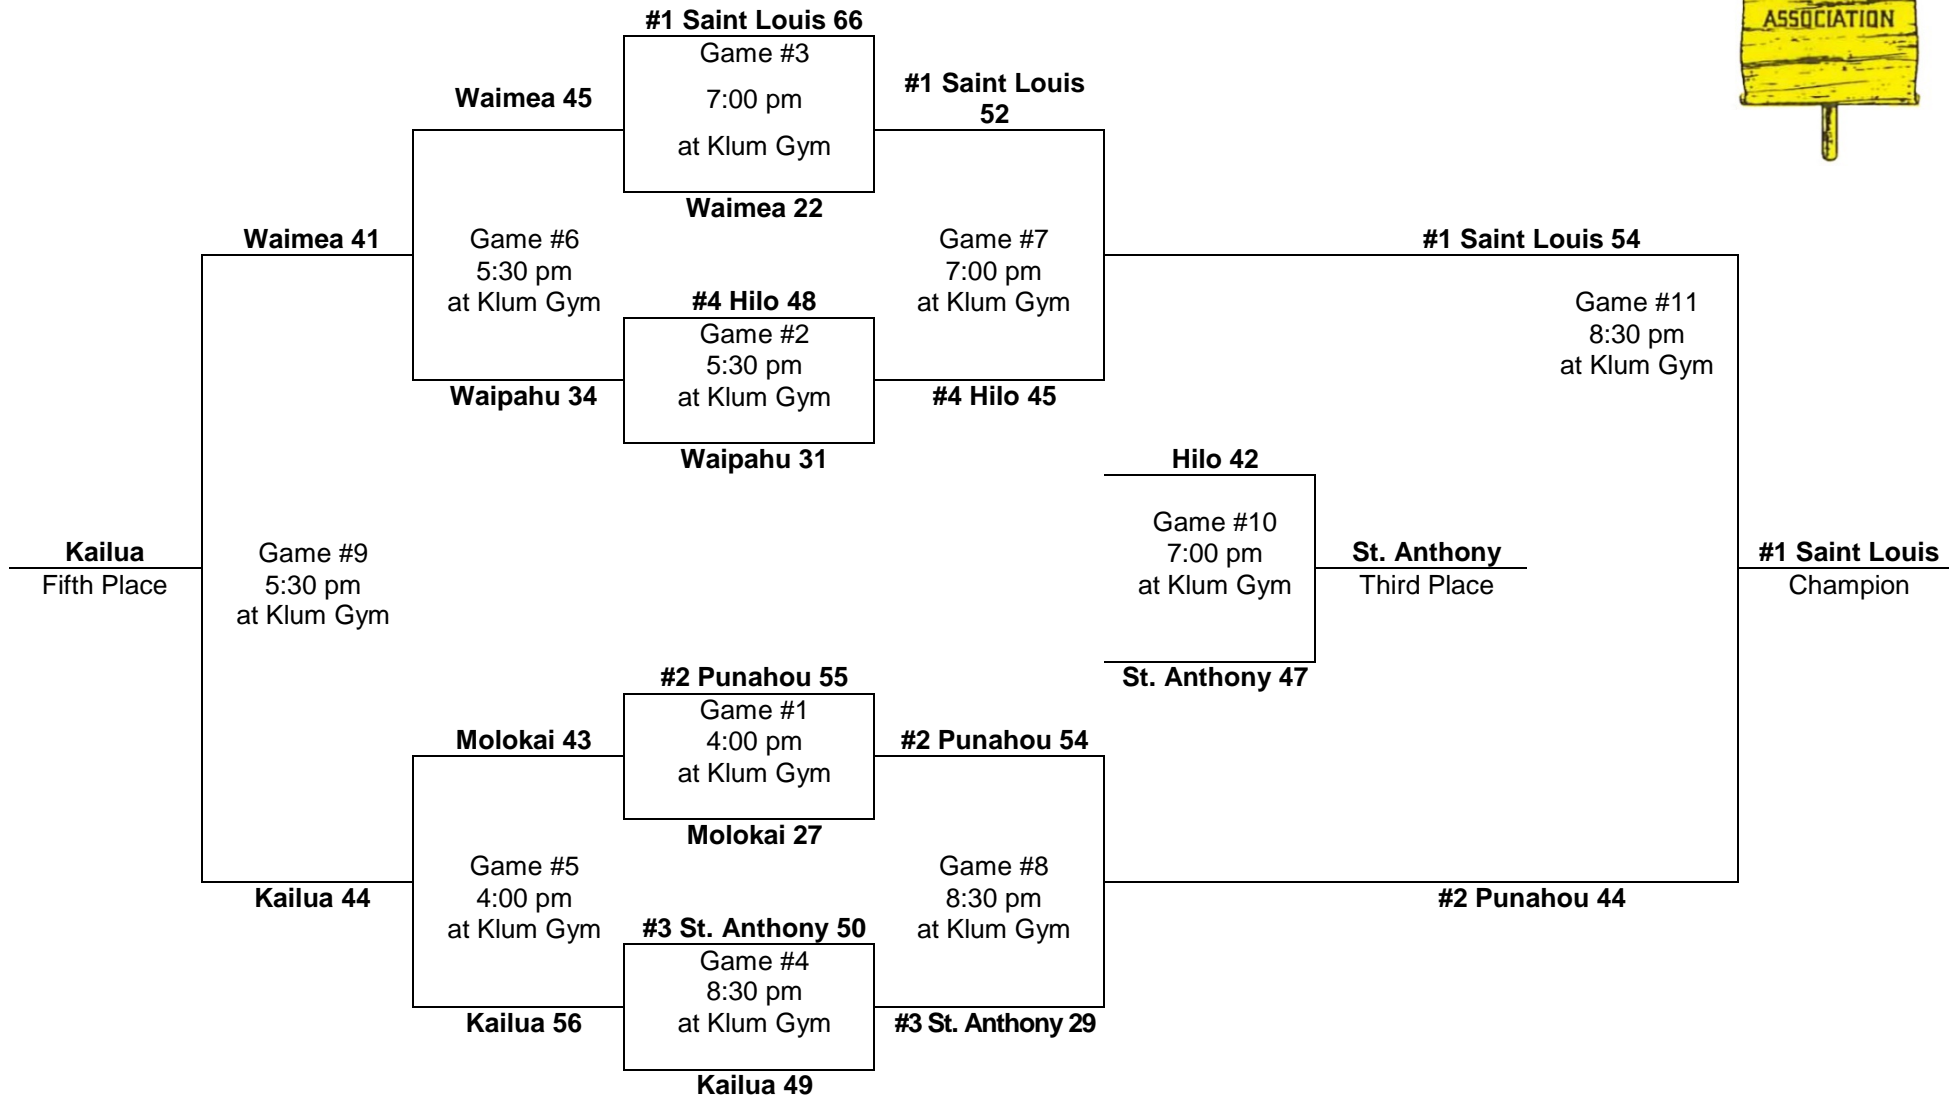 ASSOCIATION
#1 Saint Louis 66
Game #3
7:00 pm
at Klum Gym
Waimea 22
Waimea 45
#1 Saint Louis
52
Waimea 41
Game #6
5:30 pm
at Klum Gym
Game #7
7:00 pm
at Klum Gym
#1 Saint Louis 54
#4 Hilo 48
Game #2
5:30 pm
at Klum Gym
Waipahu 31
Waipahu 34
#4 Hilo 45
Game #11
8:30 pm
at Klum Gym
Hilo 42
Game #10
7:00 pm
at Klum Gym
St. Anthony 47
Kailua
Fifth Place
Game #9
5:30 pm
at Klum Gym
St. Anthony
Third Place
#1 Saint Louis
Champion
#2 Punahou 55
Game #1
4:00 pm
at Klum Gym
Molokai 27
Molokai 43
#2 Punahou 54
Game #5
4:00 pm
at Klum Gym
Game #8
8:30 pm
at Klum Gym
Kailua 44
#2 Punahou 44
#3 St. Anthony 50
Game #4
8:30 pm
at Klum Gym
Kailua 49
Kailua 56
#3 St. Anthony 29